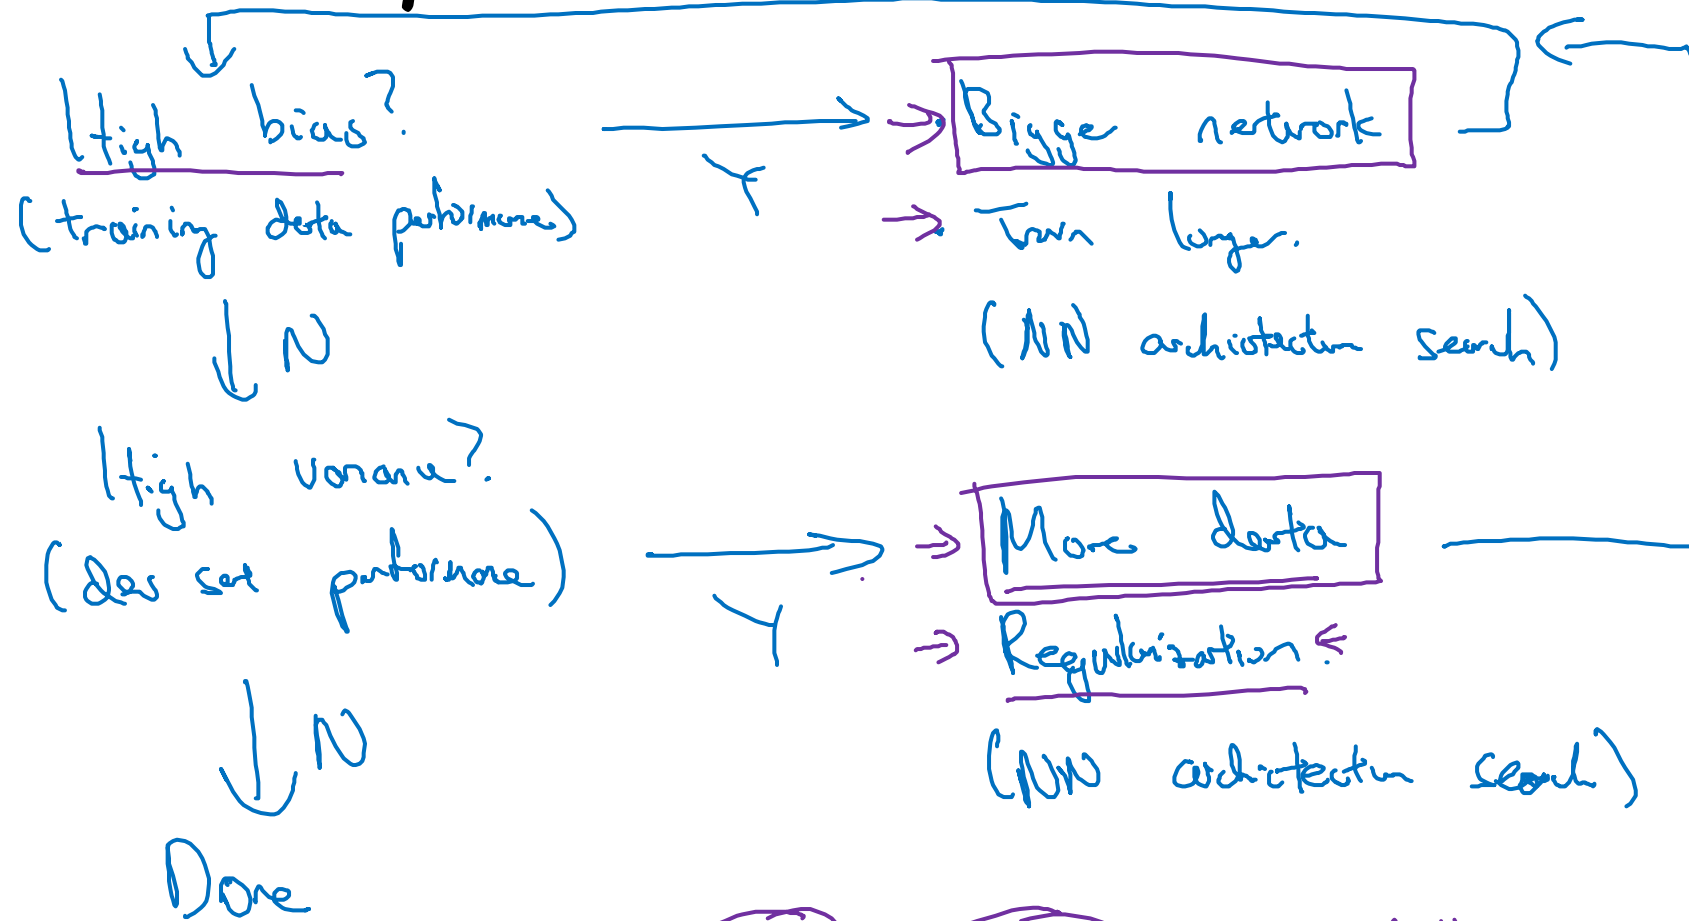 High bias?
Y
Bigger network
(training data performance)
Train longer.
N
(NN architecture search)
High variance?
More data
(dev set performance)
Y
Regularization.
N
(NN architecture search)
Done